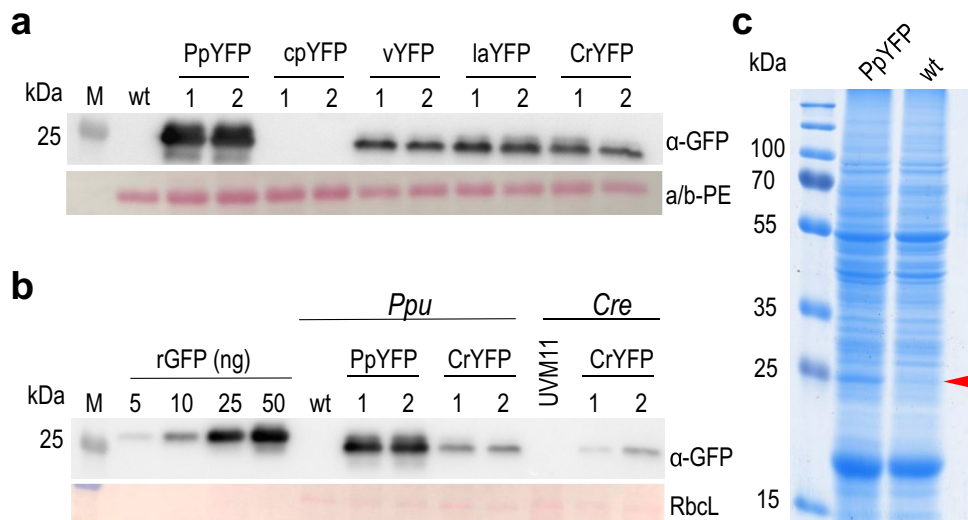 a
PpYFP cpYFP vYFP laYFP CrYFP
kDa M wt 1 2 1 2 1 2 1 2 1 2
25 α-GFP
a/b-PE
b
Ppu Cre
rGFP (ng) PpYFP CrYFP UVM11 CrYFP
kDa M 5 10 25 50 wt 1 2 1 2 1 2
25 α-GFP
RbcL
c
kDa PpYFP wt
100
70
55
35
25
15